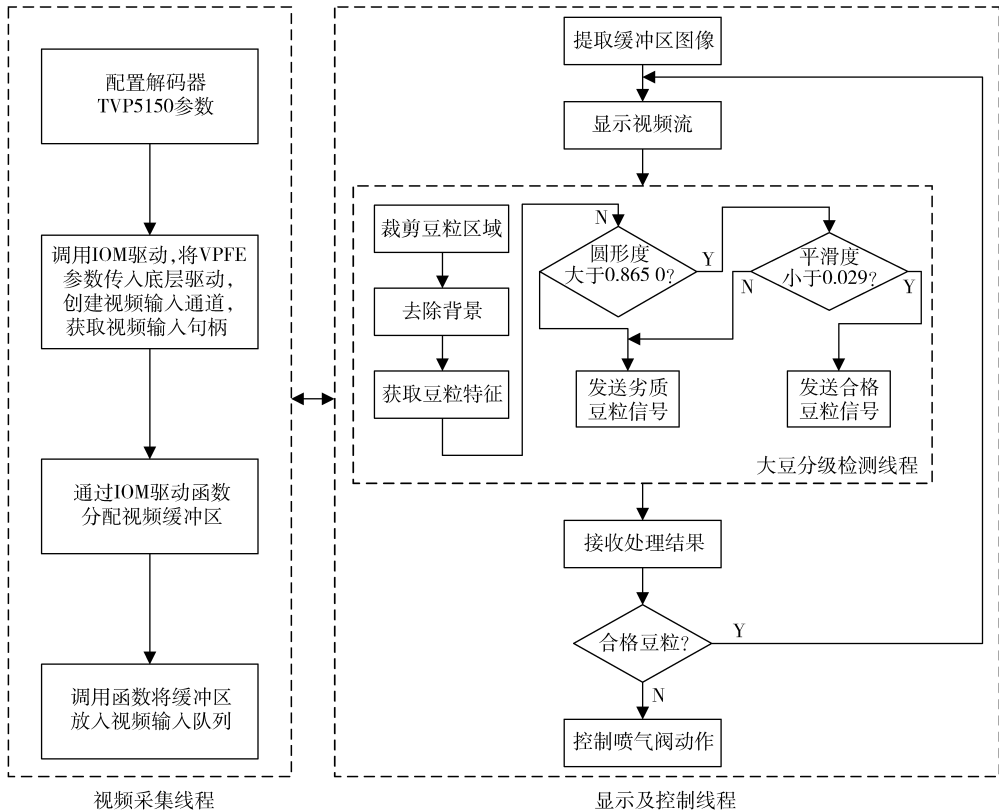 配置解码器
TVP5150参数
调用IOM驱动,将VPFE
参数传入底层驱动,
创建视频输入通道,
获取视频输入句柄
通过IOM驱动函数
分配视频缓冲区
调用函数将缓冲区
放入视频输入队列
视频采集线程
提取缓冲区图像
显示视频流
裁剪豆粒区域
去除背景
获取豆粒特征
N
圆形度
大于0.865 0?
Y
平滑度
小于0.029?
N
Y
发送劣质
豆粒信号
发送合格
豆粒信号
大豆分级检测线程
接收处理结果
合格豆粒?
Y
N
控制喷气阀动作
显示及控制线程